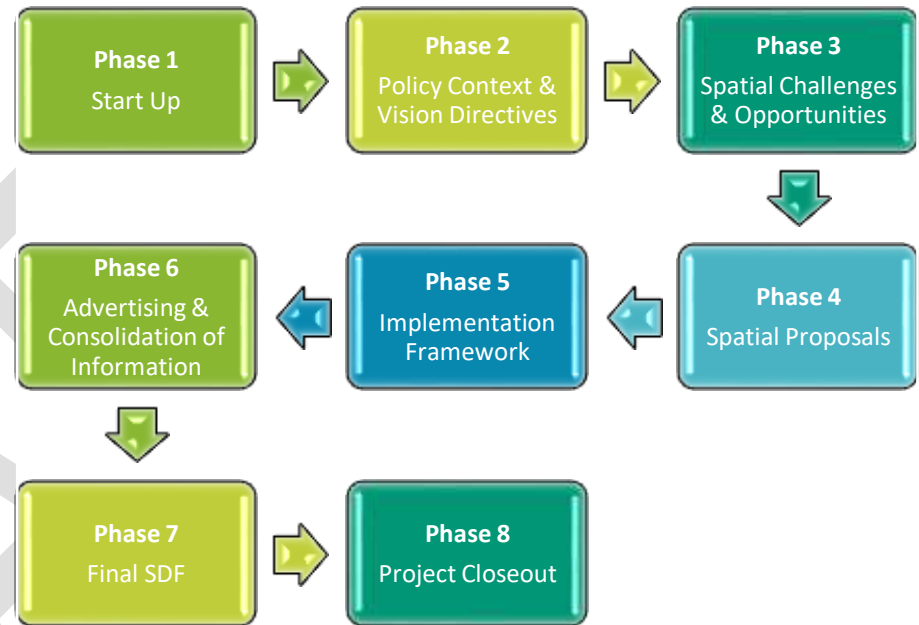 Phase 1
Start Up
Phase 2
Policy Context &
Vision Directives
Phase 3
Spatial Challenges
& Opportunities
Phase 4
Spatial Proposals
Phase 5
Implementation
Framework
Phase 6
Advertising &
Consolidation of
Information
Phase 7
Final SDF
Phase 8
Project Closeout